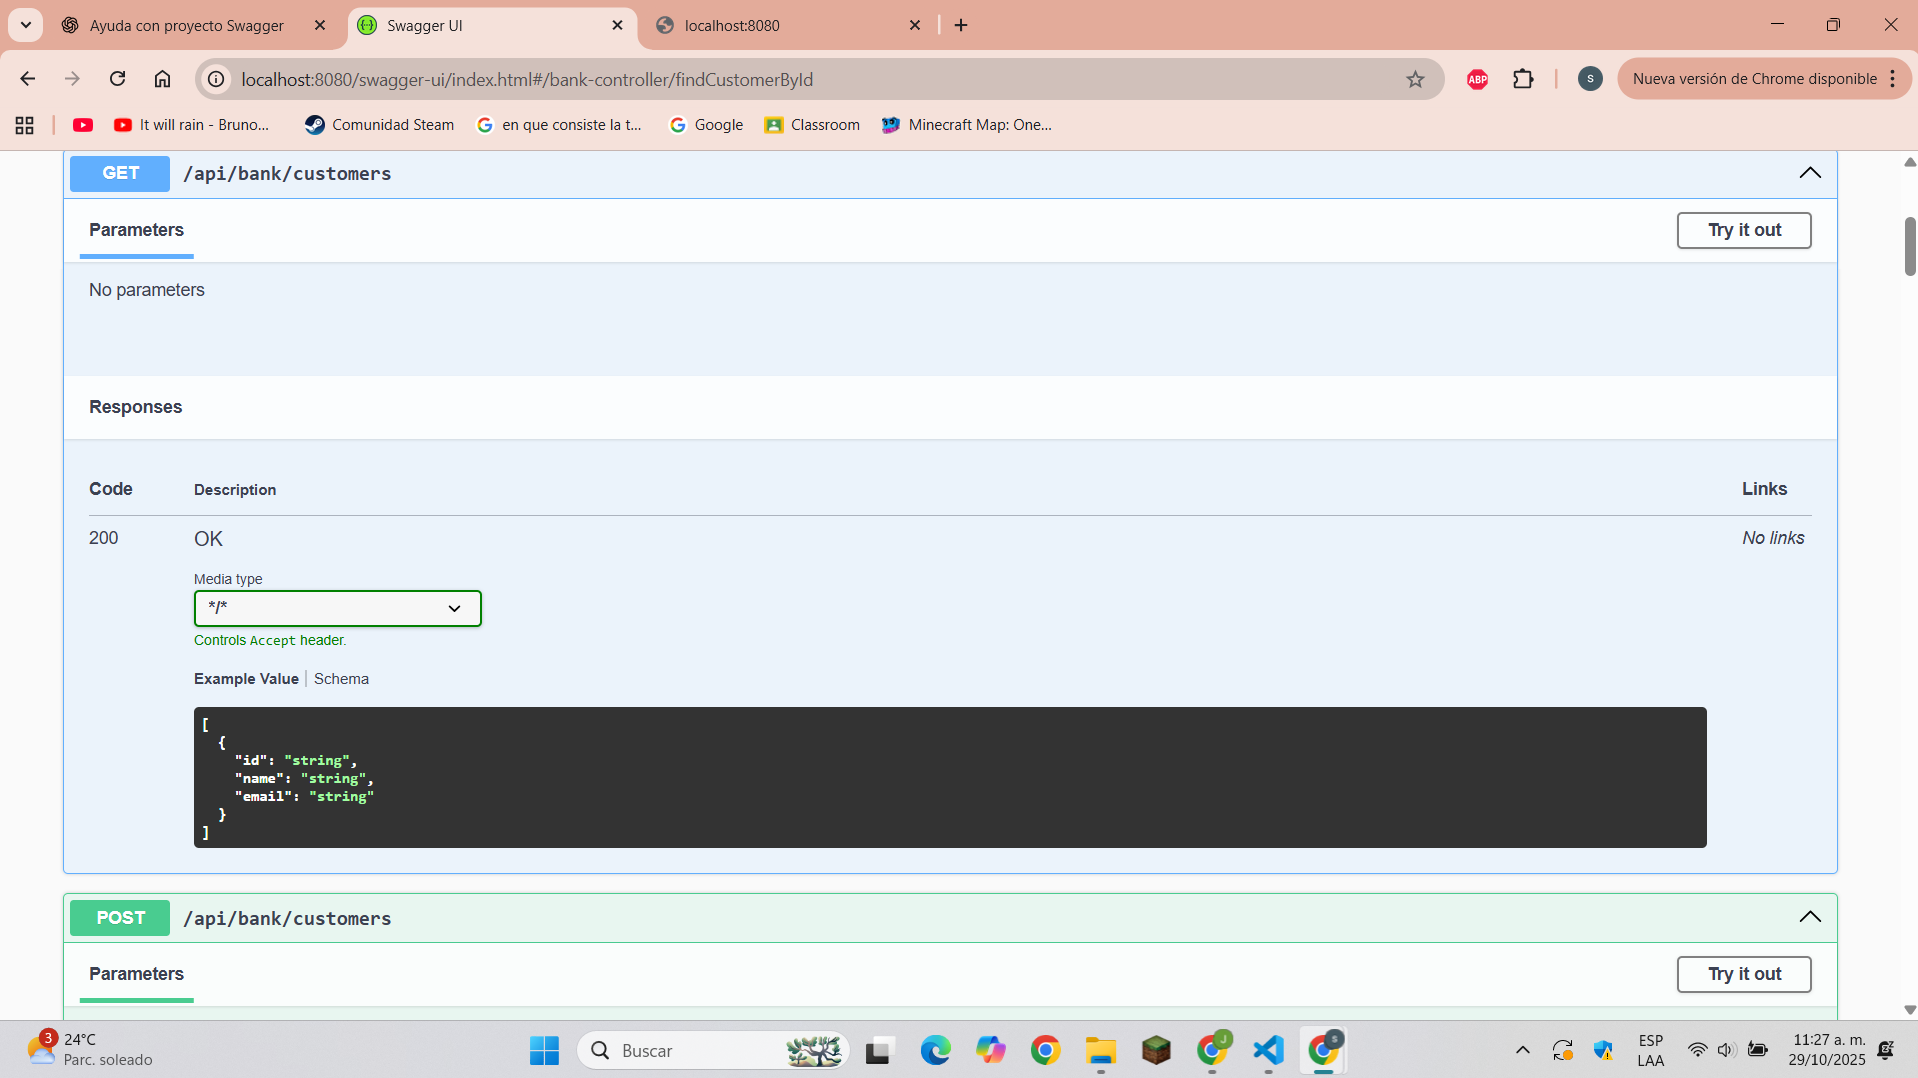 Ayuda con proyecto Swagger
Swagger UI
localhost:8080
localhost:8080/swagger-ui/index.html#/bank-controller/findCustomerById
ABP
S
Nueva versión de Chrome disponible
It will rain - Bruno...
Comunidad Steam
en que consiste la t...
Google
Classroom
Minecraft Map: One...
GET /api/bank/customers
Parameters
Try it out
No parameters
Responses
Code Description Links
200 OK No links
Media type
*/*
Controls Accept header.
Example Value | Schema
[
{
"id": "string",
"name": "string",
"email": "string"
}
]
POST /api/bank/customers
Parameters
Try it out
3
24°C
Parc. soleado
Buscar
J
S
ESP
LAA
11:27 a. m.
29/10/2025